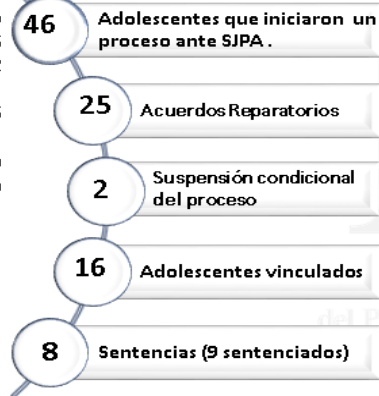 46 Adolescentes que iniciaron un
proceso ante SJPA .
25 Acuerdos Reparatorios
2 Suspensión condicional
del proceso
16 Adolescentes vinculados
8 Sentencias (9 sentenciados)